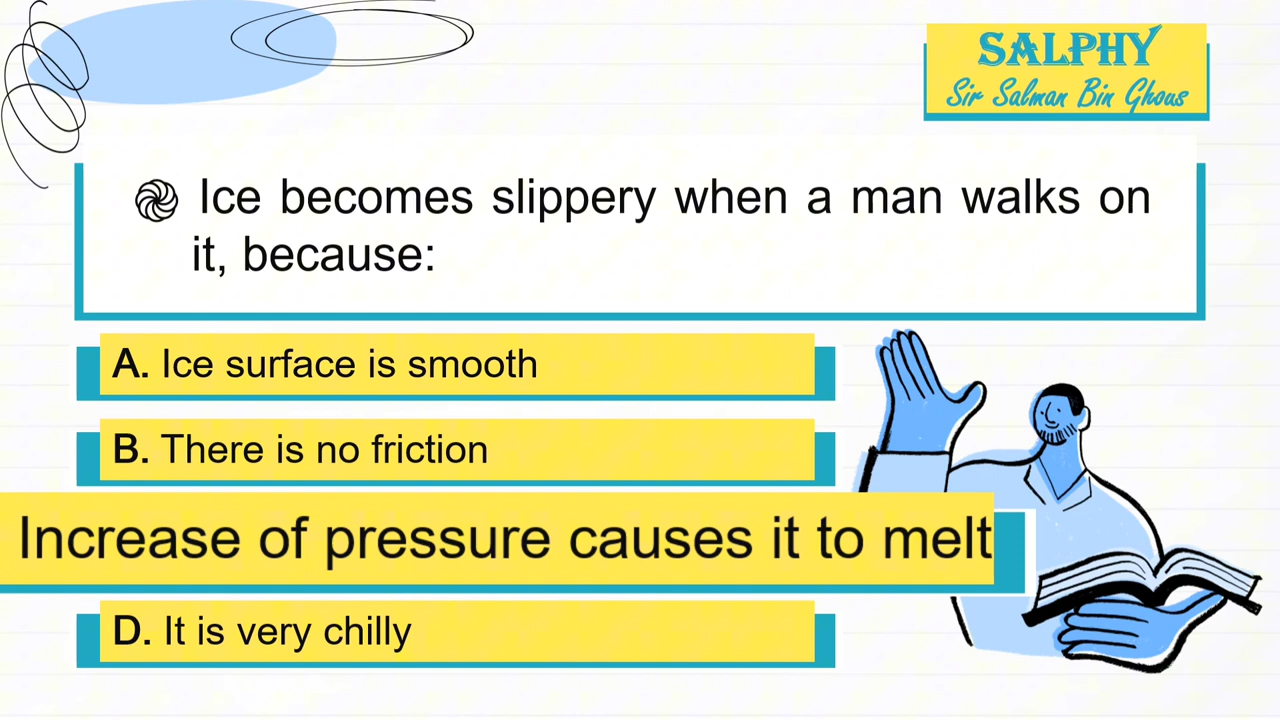 SALPHY
Sir Salman Bin Ghous
Ice becomes slippery when a man walks on
it, because:
A. Ice surface is smooth
B. There is no friction
Increase of pressure causes it to melt
D. It is very chilly